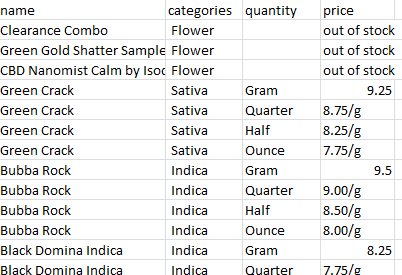 name categories quantity price
Clearance Combo Flower out of stock
Green Gold Shatter Sample Flower out of stock
CBD Nanomist Calm by Isoc Flower out of stock
Green Crack Sativa Gram 9.25
Green Crack Sativa Quarter 8.75/g
Green Crack Sativa Half 8.25/g
Green Crack Sativa Ounce 7.75/g
Bubba Rock Indica Gram 9.5
Bubba Rock Indica Quarter 9.00/g
Bubba Rock Indica Half 8.50/g
Bubba Rock Indica Ounce 8.00/g
Black Domina Indica Indica Gram 8.25
Black Domina Indica Indica Quarter 7.75/g